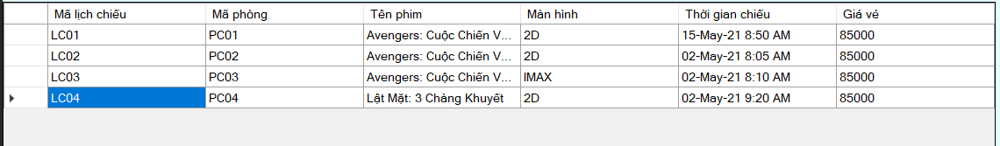 Mã lịch chiếu Mã phòng Tên phim Màn hình Thời gian chiếu Giá vé
LC01 PC01 Avengers: Cuộc Chiến V... 2D 15-May-21 8:50 AM 85000
LC02 PC02 Avengers: Cuộc Chiến V... 2D 02-May-21 8:05 AM 85000
LC03 PC03 Avengers: Cuộc Chiến V... IMAX 02-May-21 8:10 AM 85000
LC04 PC04 Lật Mặt: 3 Chàng Khuyết 2D 02-May-21 9:20 AM 85000